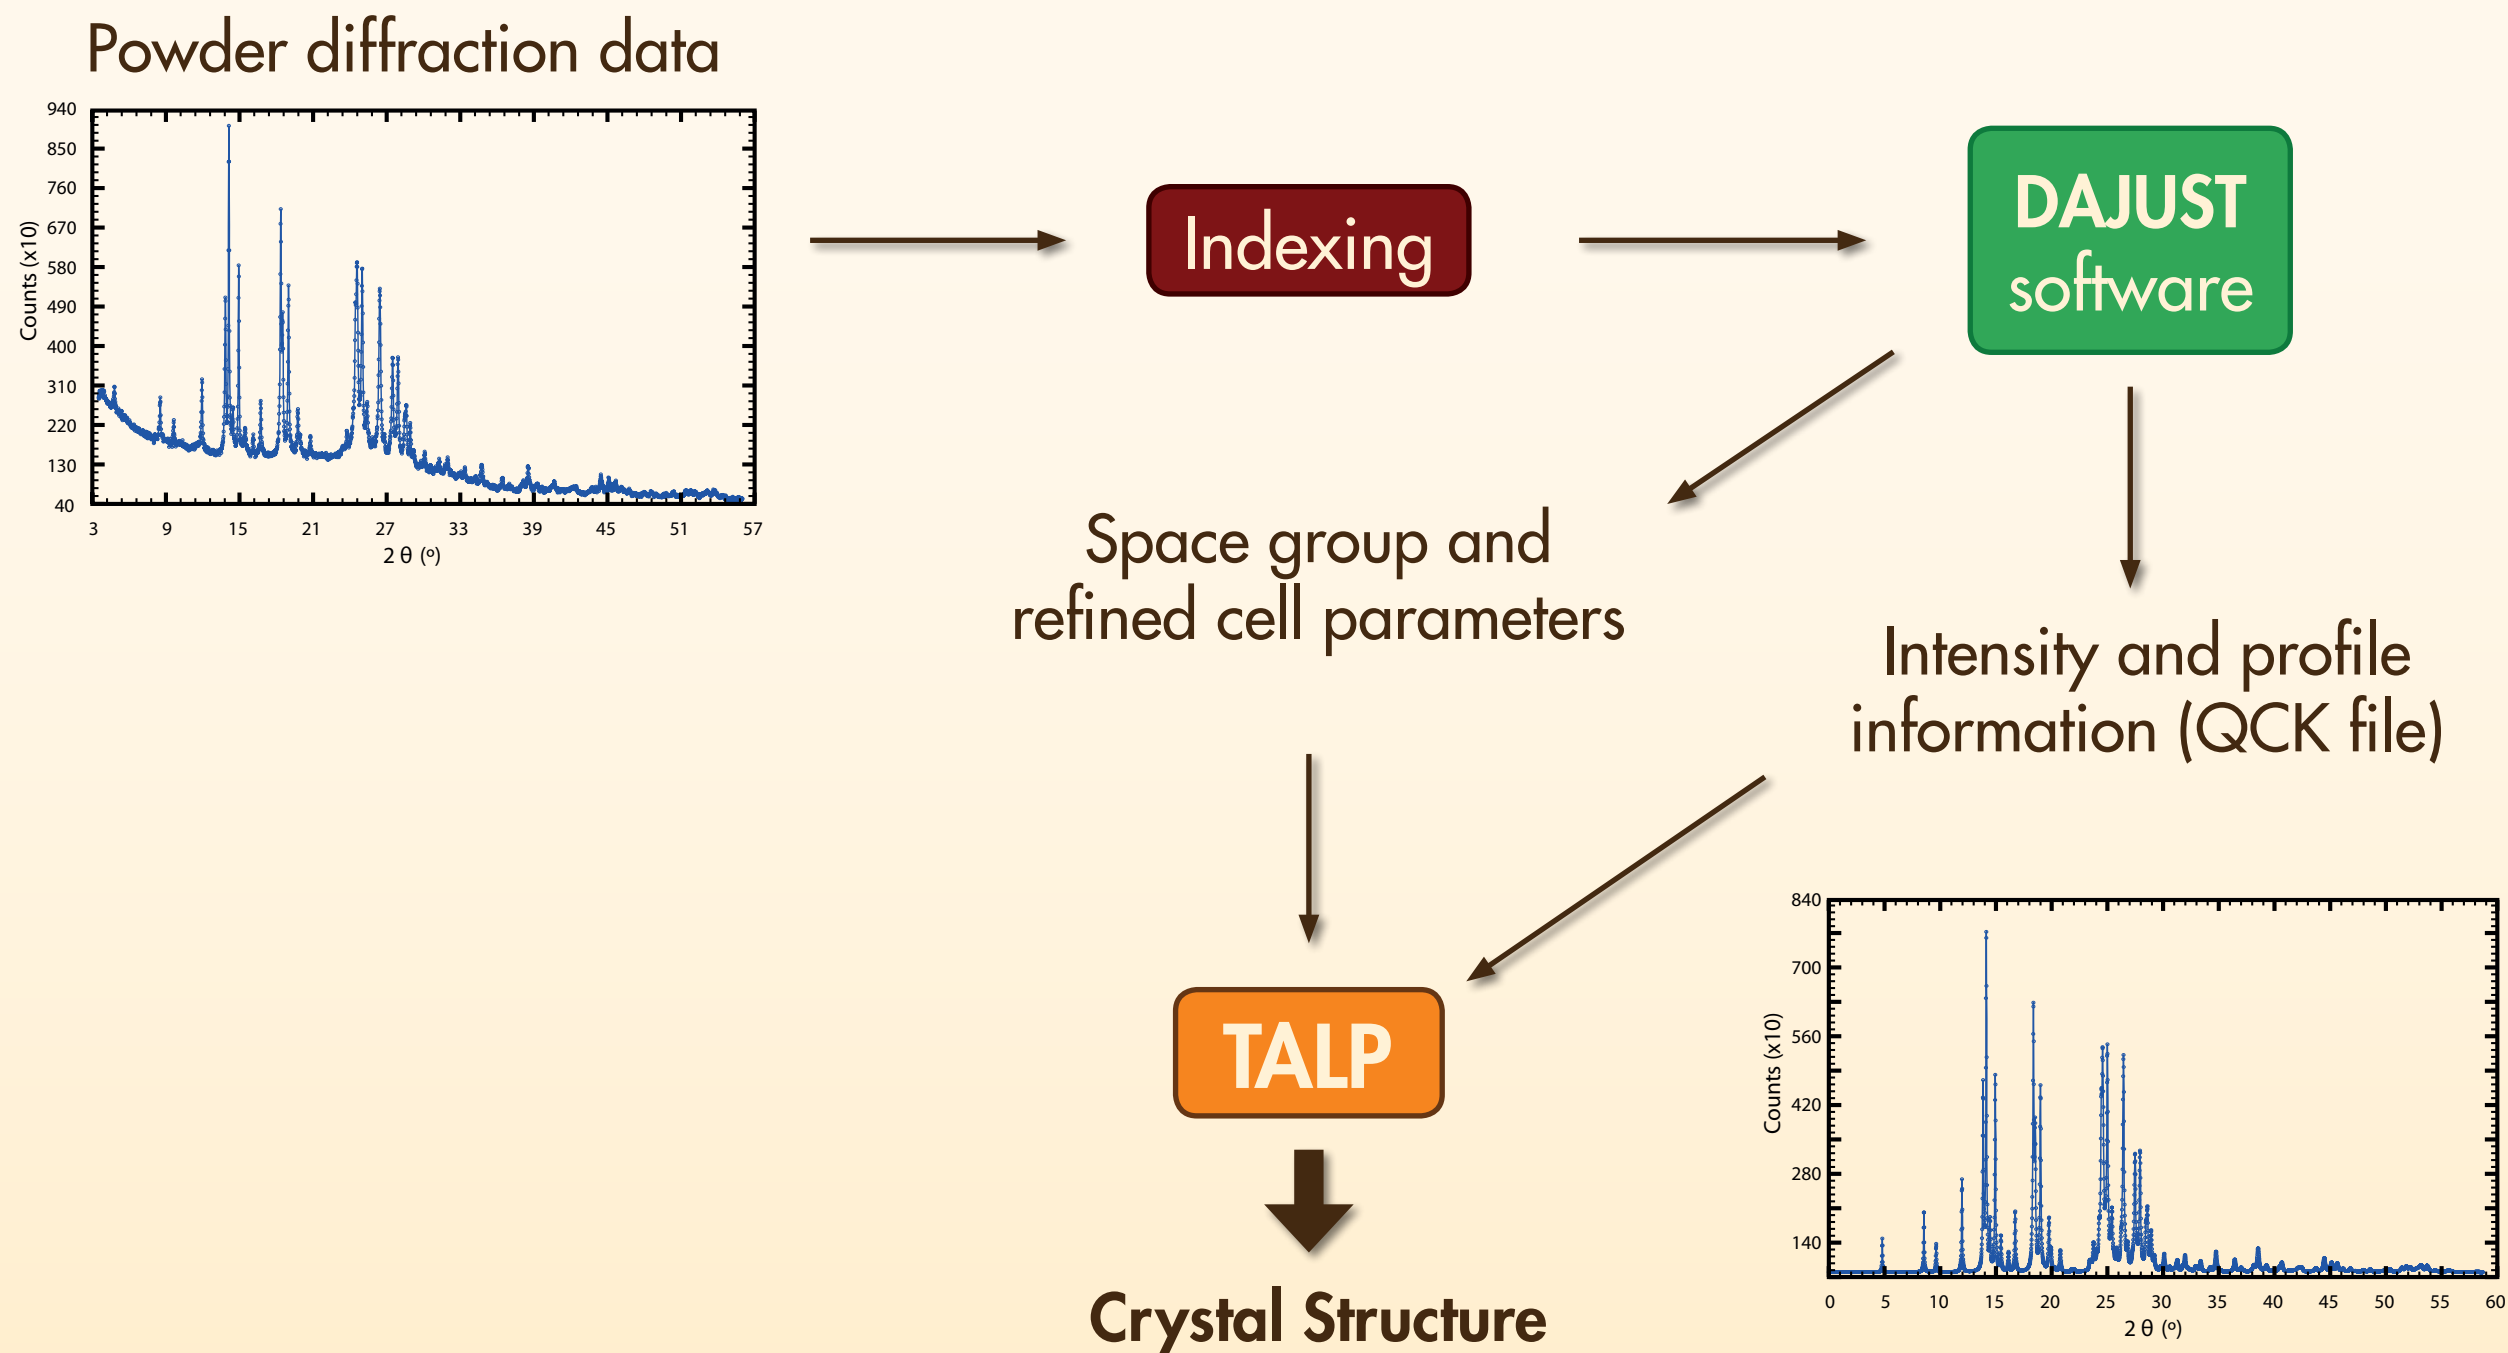 Powder diffraction data
940
850
760
670
580
490
400
310
220
130
40
Counts (x10)
3 9 15 21 27 33 39 45 51 57
2 θ (º)
Indexing
DAJUST
software
Space group and
refined cell parameters
Intensity and profile
information (QCK file)
TALP
Crystal Structure
840
700
560
420
280
140
Counts (x10)
0 5 10 15 20 25 30 35 40 45 50 55 60
2 θ (º)